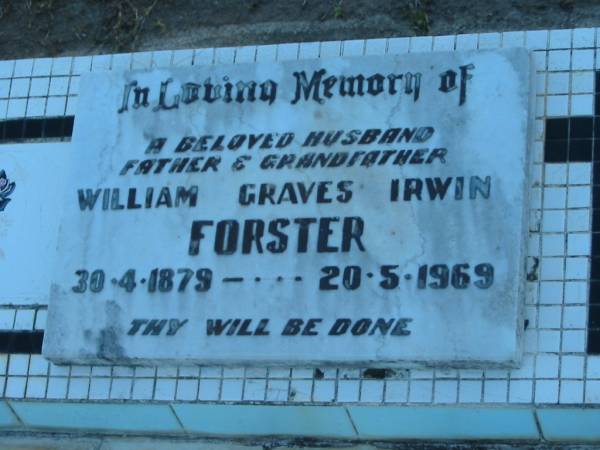 In Loving Memory of
A BELOVED HUSBAND
FATHER & GRANDFATHER
WILLIAM GRAVES IRWIN
FORSTER
30·4·1879 — · · · 20·5·1969
THY WILL BE DONE